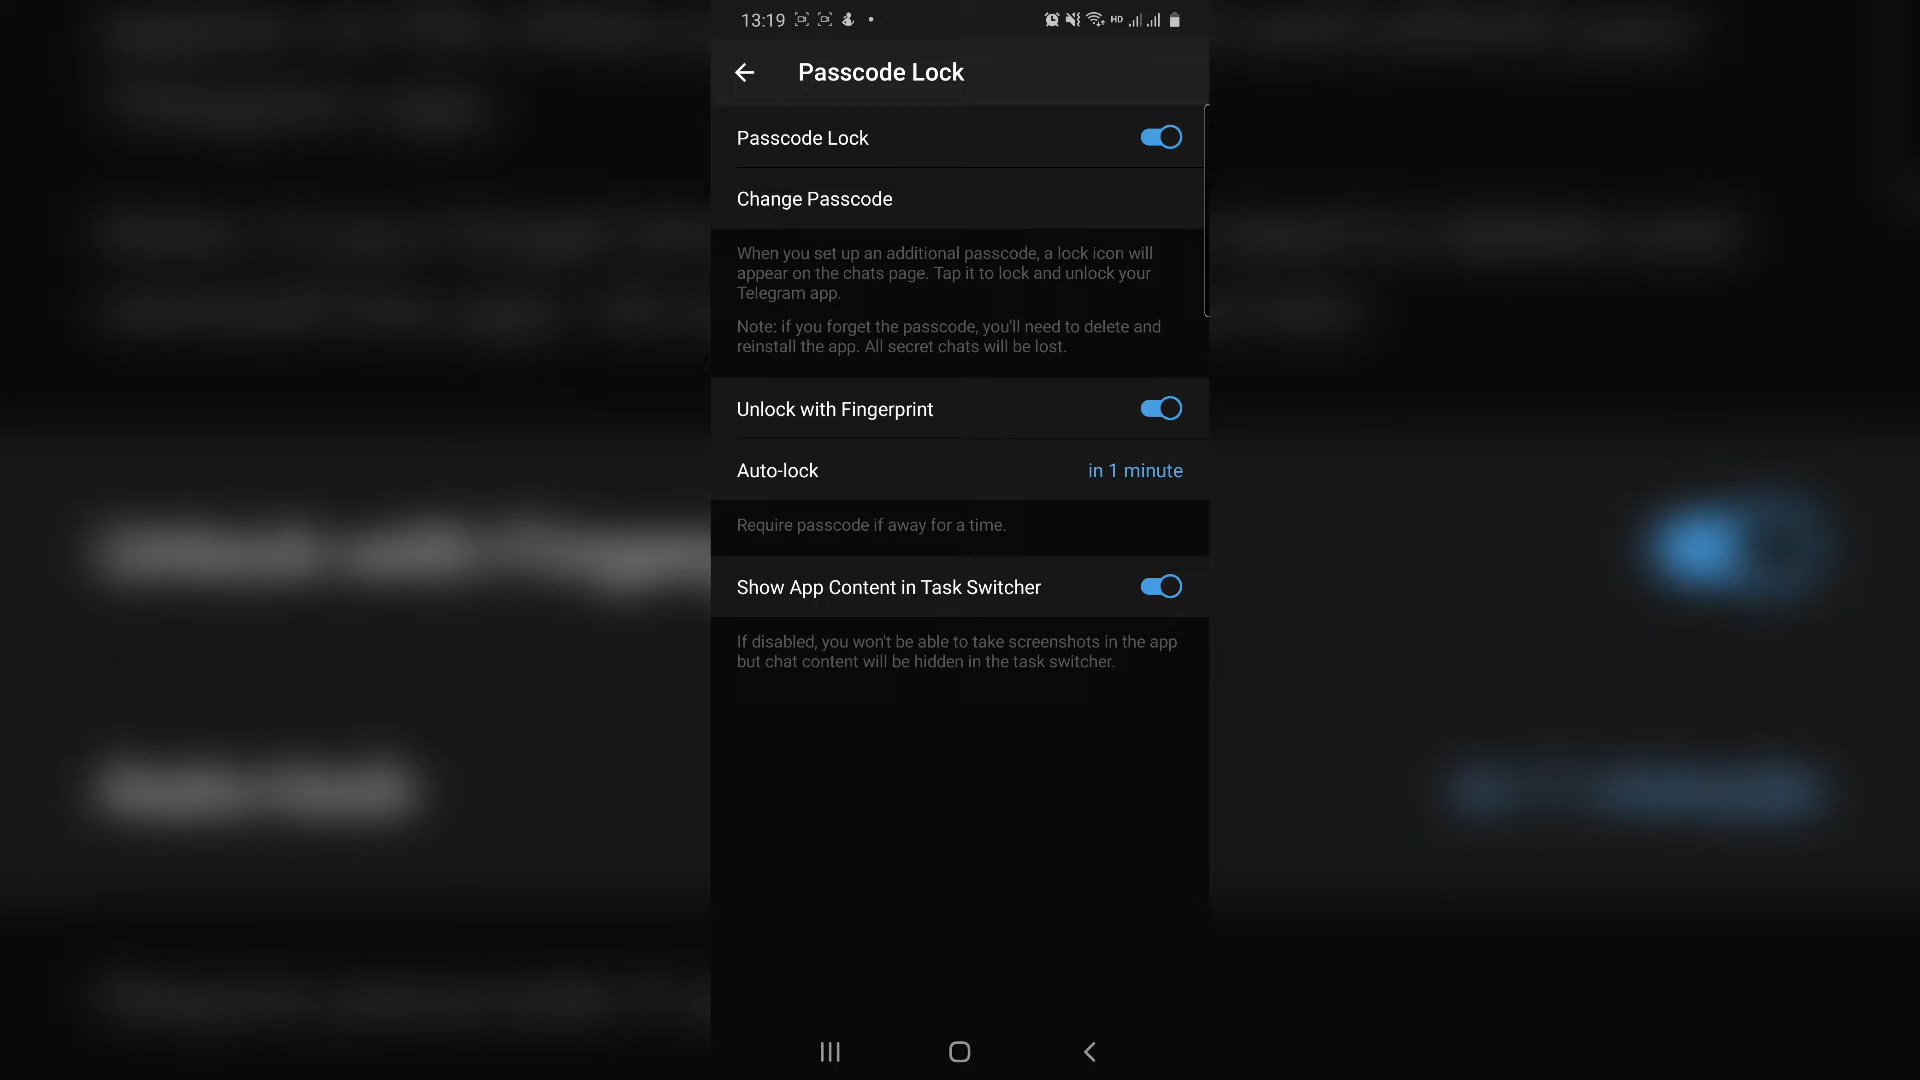 13:19
HD
Passcode Lock
Passcode Lock
Change Passcode
When you set up an additional passcode, a lock icon will
appear on the chats page. Tap it to lock and unlock your
Telegram app.
Note: if you forget the passcode, you'll need to delete and
reinstall the app. All secret chats will be lost.
Unlock with Fingerprint
Auto-lock in 1 minute
Require passcode if away for a time.
Show App Content in Task Switcher
If disabled, you won't be able to take screenshots in the app
but chat content will be hidden in the task switcher.